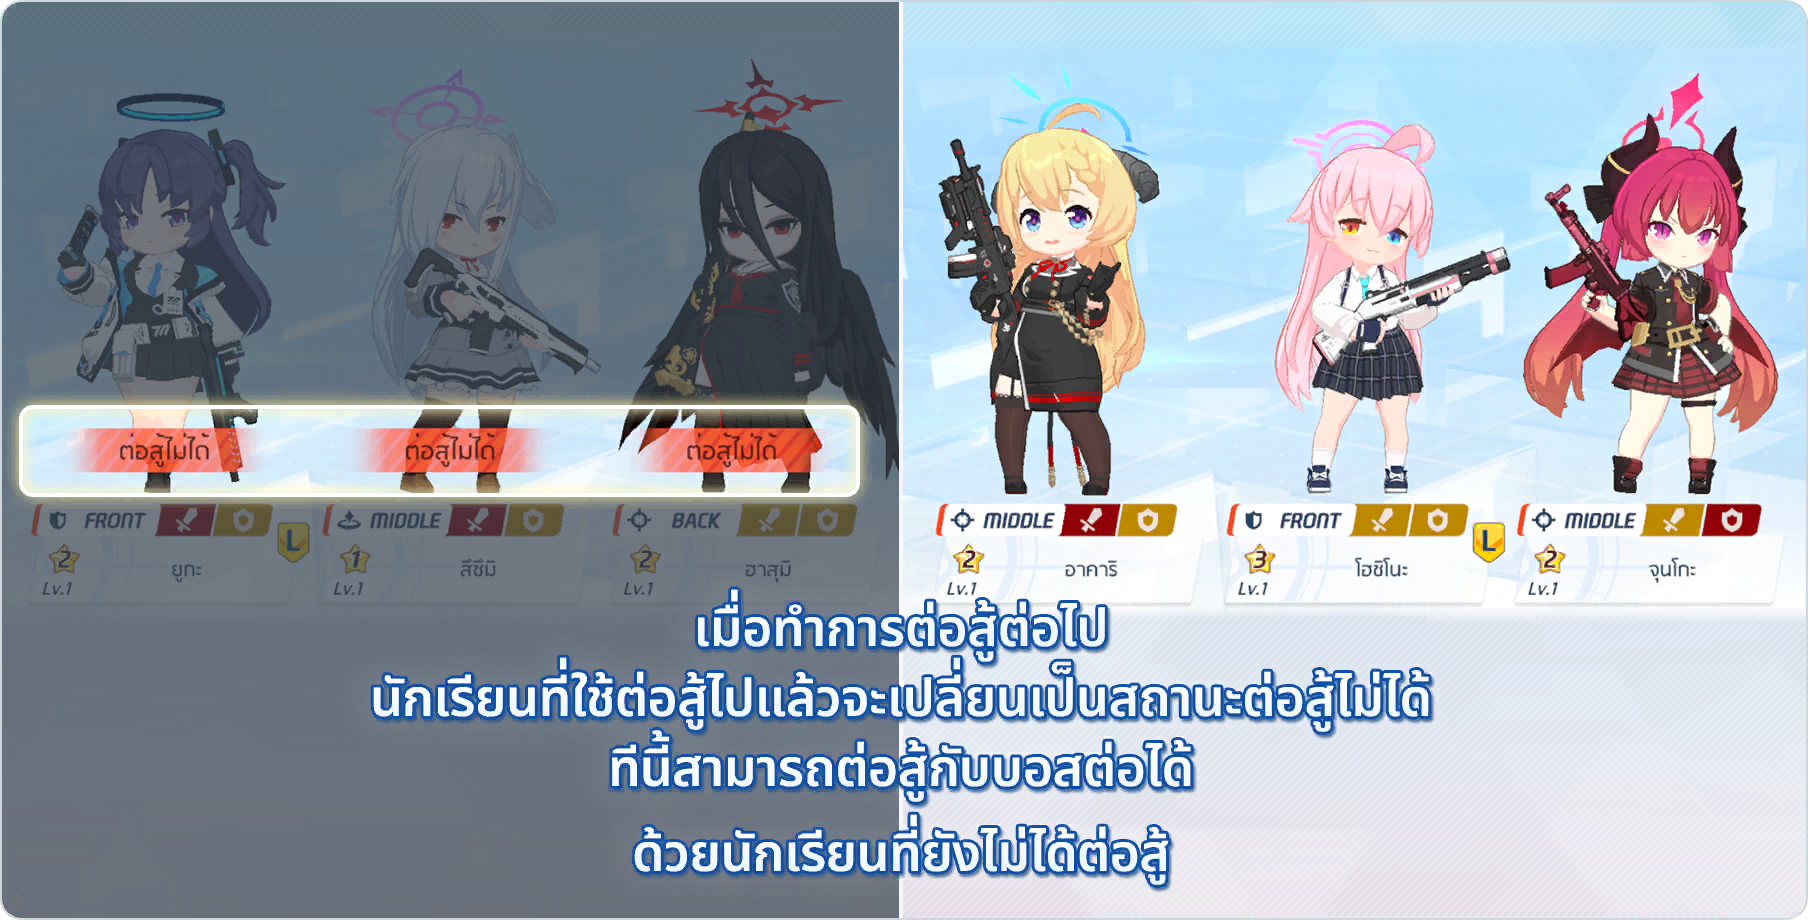 ต่อสู้ไม่ได้ ต่อสู้ไม่ได้ ต่อสู้ไม่ได้
FRONT MIDDLE BACK MIDDLE FRONT MIDDLE
L L
2 ยูกะ 1 สึซึมิ 2 ฮาสุมิ 2 อาคาริ 3 โฮชิโนะ 2 จุนโกะ
Lv.1 Lv.1 Lv.1 Lv.1 Lv.1 Lv.1
เมื่อทำการต่อสู้ต่อไป
นักเรียนที่ใช้ต่อสู้ไปแล้วจะเปลี่ยนเป็นสถานะต่อสู้ไม่ได้
ทีนี้สามารถต่อสู้กับบอสต่อได้
ด้วยนักเรียนที่ยังไม่ได้ต่อสู้